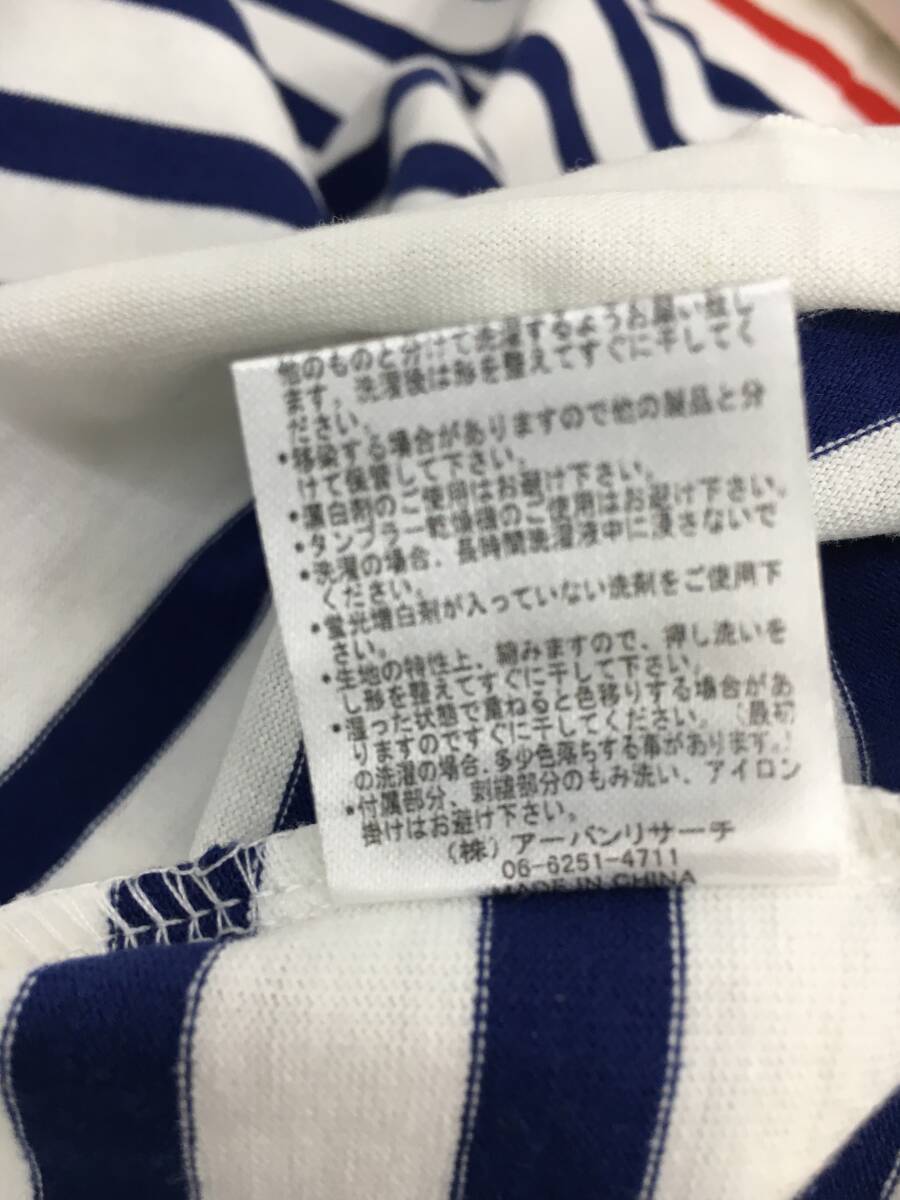 他のものと分けて洗濯するようお願い致し
ます。洗濯後は形を整えてすぐに干してく
ださい。
•移染する場合がありますので他の製品と分
けて保管して下さい。
•漂白剤のご使用はお避け下さい。
•タンブラー乾燥機のご使用はお避け下さい。
•洗濯の場合、長時間洗濯液中に浸さないで
ください。
•蛍光増白剤が入っていない洗剤をご使用下
さい。
•生地の特性上、縮みますので、押し洗いを
し形を整えてすぐに干して下さい。
•湿った状態で重ねると色移りする場合があ
りますのですぐに干してください。（最初
の洗濯の場合、多少色落ちする事があります。）
•付属部分、刺繍部分のもみ洗い、アイロン
掛けはお避け下さい。
（株）アーバンリサーチ
06-6251-4711
MADE IN CHINA